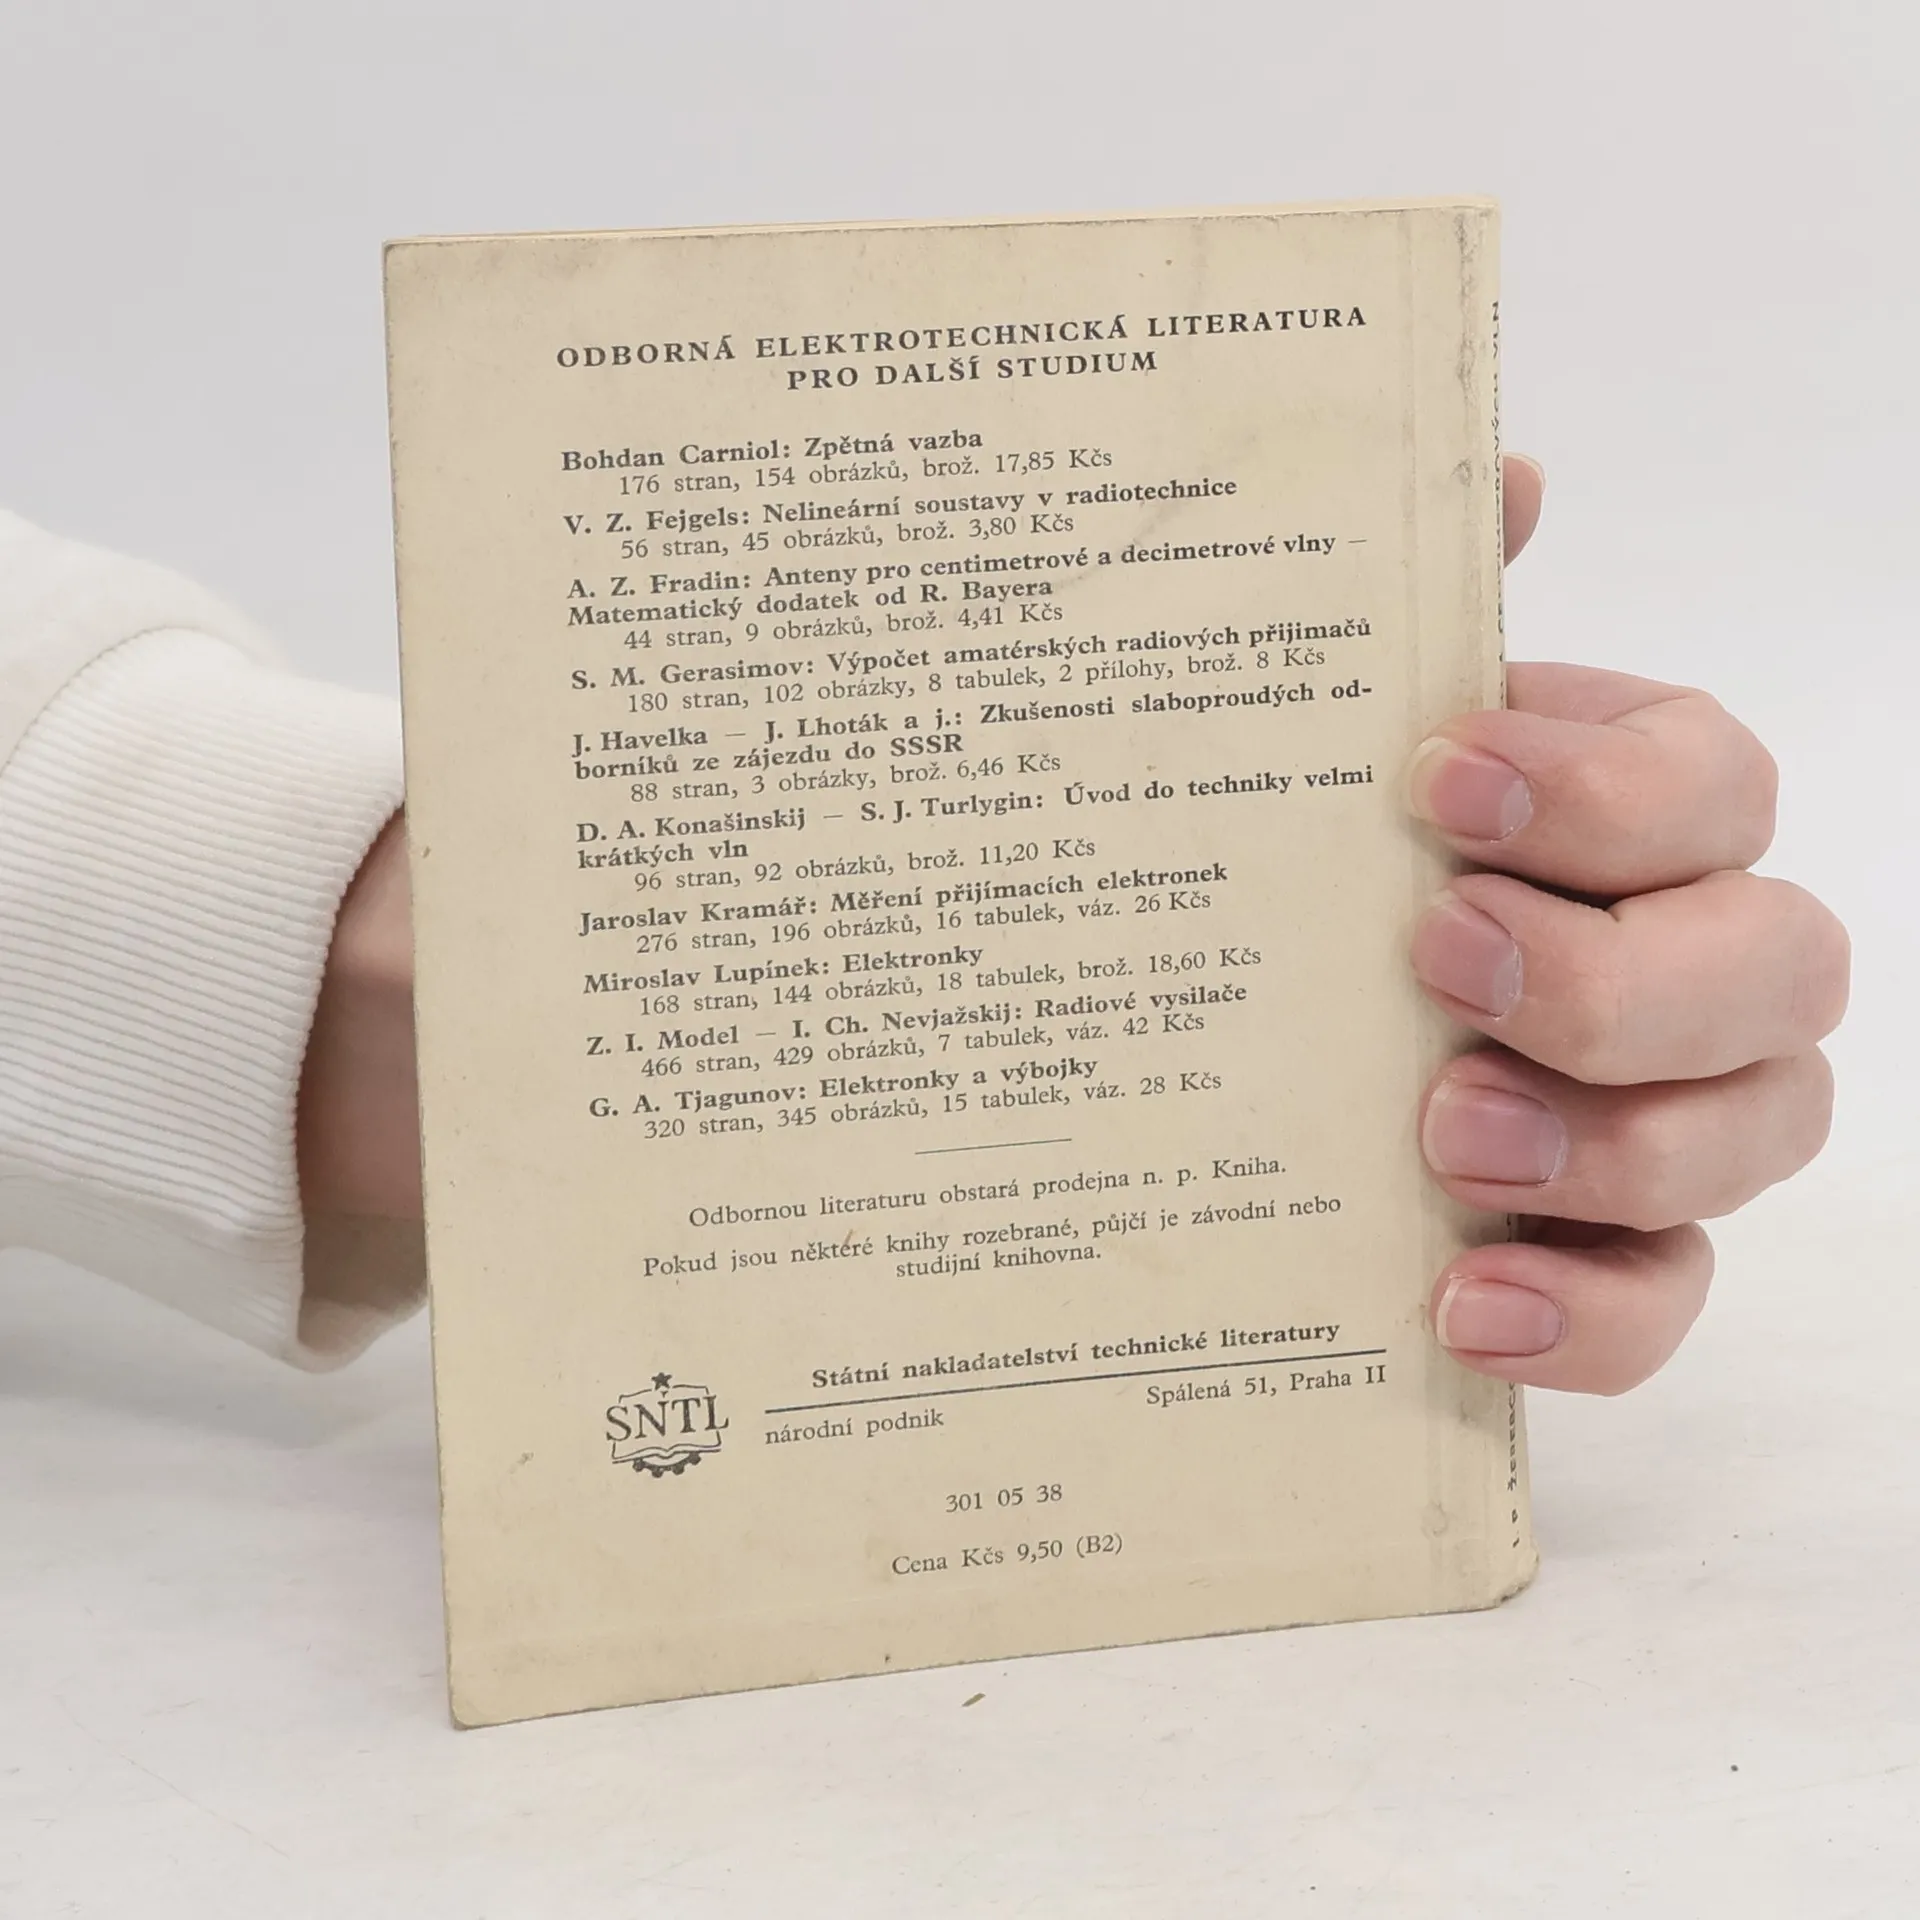 ODBORNÁ ELEKTROTECHNICKÁ LITERATURA
PRO DALŠÍ STUDIUM
Bohdan Carniol: Zpětná vazba
176 stran, 154 obrázků, brož. 17,85 Kčs
V. Z. Fejgels: Nelineární soustavy v radiotechnice
56 stran, 45 obrázků, brož. 3,80 Kčs
A. Z. Fradin: Anteny pro centimetrové a decimetrové vlny —
Matematický dodatek od R. Bayera
44 stran, 9 obrázků, brož. 4,41 Kčs
S. M. Gerasimov: Výpočet amatérských radiových přijimačů
180 stran, 102 obrázky, 8 tabulek, 2 přílohy, brož. 8 Kčs
J. Havelka — J. Lhoták a j.: Zkušenosti slaboproudých od-
borníků ze zájezdu do SSSR
88 stran, 3 obrázky, brož. 6,46 Kčs
D. A. Konašinskij — S. J. Turlygin: Úvod do techniky velmi
krátkých vln
96 stran, 92 obrázků, brož. 11,20 Kčs
Jaroslav Kramář: Měření přijímacích elektronek
276 stran, 196 obrázků, 16 tabulek, váz. 26 Kčs
Miroslav Lupínek: Elektronky
168 stran, 144 obrázků, 18 tabulek, brož. 18,60 Kčs
Z. I. Model — I. Ch. Nevjažskij: Radiové vysilače
466 stran, 429 obrázků, 7 tabulek, váz. 42 Kčs
G. A. Tjagunov: Elektronky a výbojky
320 stran, 345 obrázků, 15 tabulek, váz. 28 Kčs
Odbornou literaturu obstará prodejna n. p. Kniha.
Pokud jsou některé knihy rozebrané, půjčí je závodní nebo
studijní knihovna.
SNTL
Státní nakladatelství technické literatury
národní podnik
Spálená 51, Praha II
301 05 38
Cena Kčs 9,50 (B2)
VLN